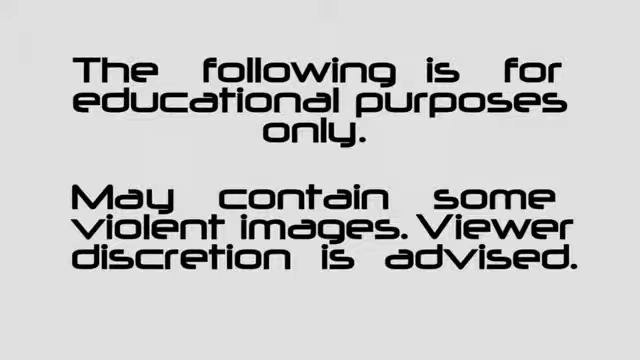 The following is for
educational purposes
only.
May contain some
violent images. Viewer
discretion is advised.